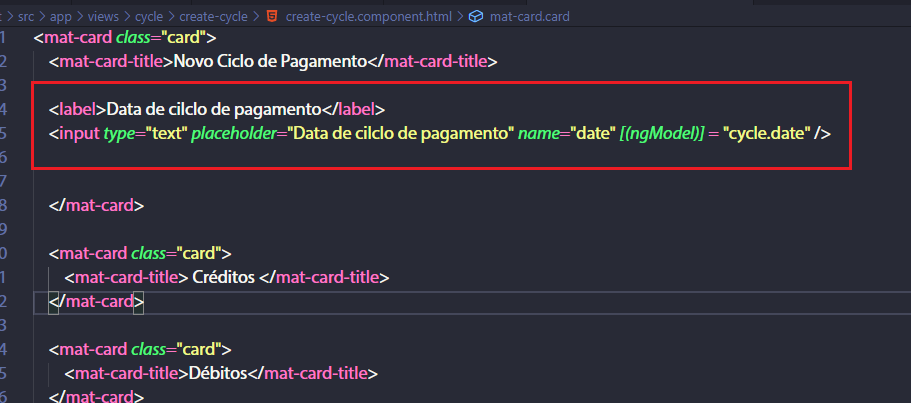 src > app > views > cycle > create-cycle > create-cycle.component.html > mat-card.card
1 <mat-card class="card">
2 <mat-card-title>Novo Ciclo de Pagamento</mat-card-title>
3
4 <label>Data de cilclo de pagamento</label>
5 <input type="text" placeholder="Data de cilclo de pagamento" name="date" [(ngModel)] = "cycle.date" />
6
7
8 </mat-card>
9
0 <mat-card class="card">
1 <mat-card-title> Créditos </mat-card-title>
2 </mat-card>
3
4 <mat-card class="card">
5 <mat-card-title>Débitos</mat-card-title>
6 </mat-card>